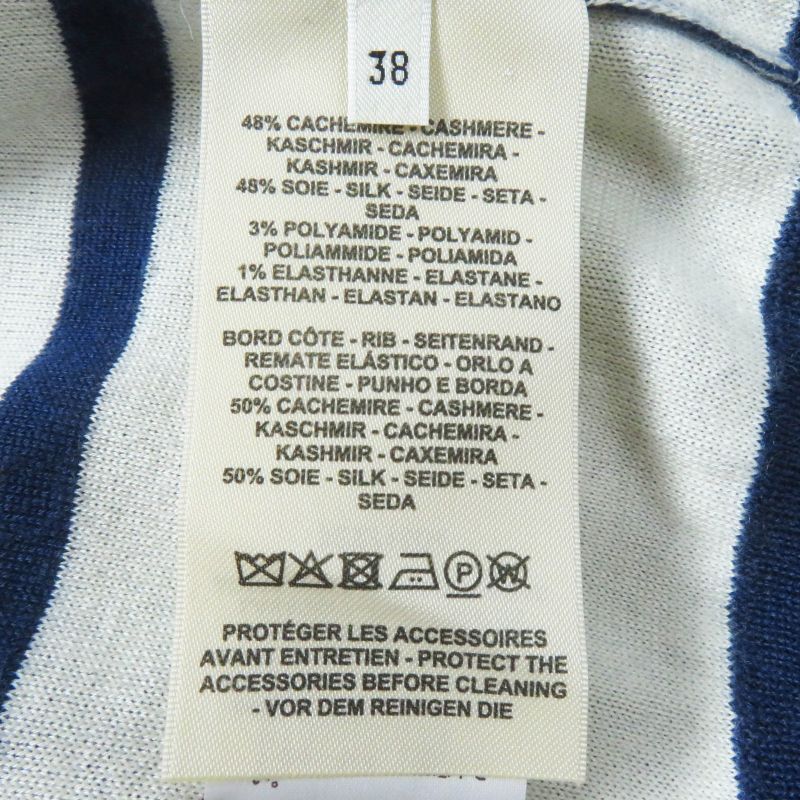 38
48% CACHEMIRE - CASHMERE -
KASCHMIR - CACHEMIRA -
KASHMIR - CAXEMIRA
48% SOIE - SILK - SEIDE - SETA -
SEDA
3% POLYAMIDE - POLYAMID -
POLIAMMIDE - POLIAMIDA
1% ELASTHANNE - ELASTANE -
ELASTHAN - ELASTAN - ELASTANO
BORD CÔTE - RIB - SEITENRAND -
REMATE ELÁSTICO - ORLO A
COSTINE - PUNHO E BORDA
50% CACHEMIRE - CASHMERE -
KASCHMIR - CACHEMIRA -
KASHMIR - CAXEMIRA
50% SOIE - SILK - SEIDE - SETA -
SEDA
P W
PROTÉGER LES ACCESSOIRES
AVANT ENTRETIEN - PROTECT THE
ACCESSORIES BEFORE CLEANING
- VOR DEM REINIGEN DIE